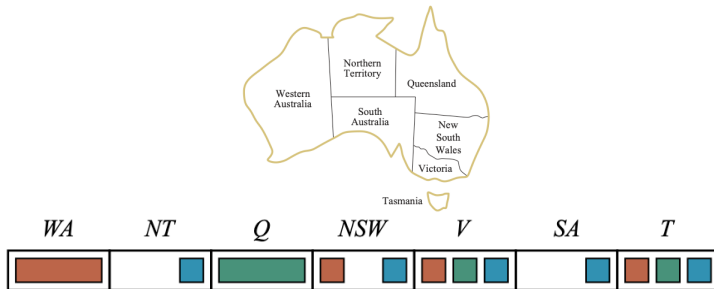 Northern
Territory
Queensland
Western
Australia
South
Australia
New
South
Wales
Victoria
Tasmania
WA NT Q NSW V SA T